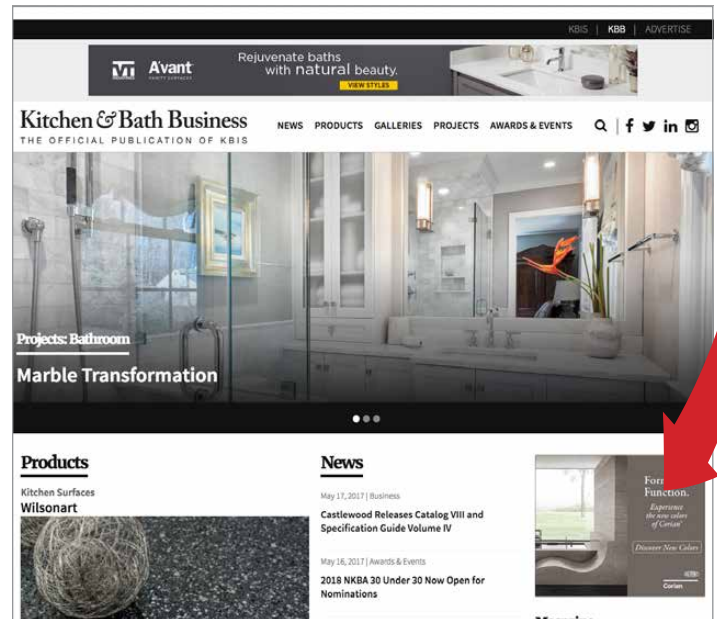 KBIS | KBB | ADVERTISE
VT A'vant
Rejuvenate baths
with natural beauty.
VIEW STYLES
Kitchen & Bath Business
THE OFFICIAL PUBLICATION OF KBIS
NEWS PRODUCTS GALLERIES PROJECTS AWARDS & EVENTS
Projects: Bathroom
Marble Transformation
Products
Kitchen Surfaces
Wilsonart
News
May 17, 2017 | Business
Castlewood Releases Catalog VIII and
Specification Guide Volume IV
May 16, 2017 | Awards & Events
2018 NKBA 30 Under 30 Now Open for
Nominations
Function.
Experience
the new colors
of Corian®
Discover New Colors
Corian